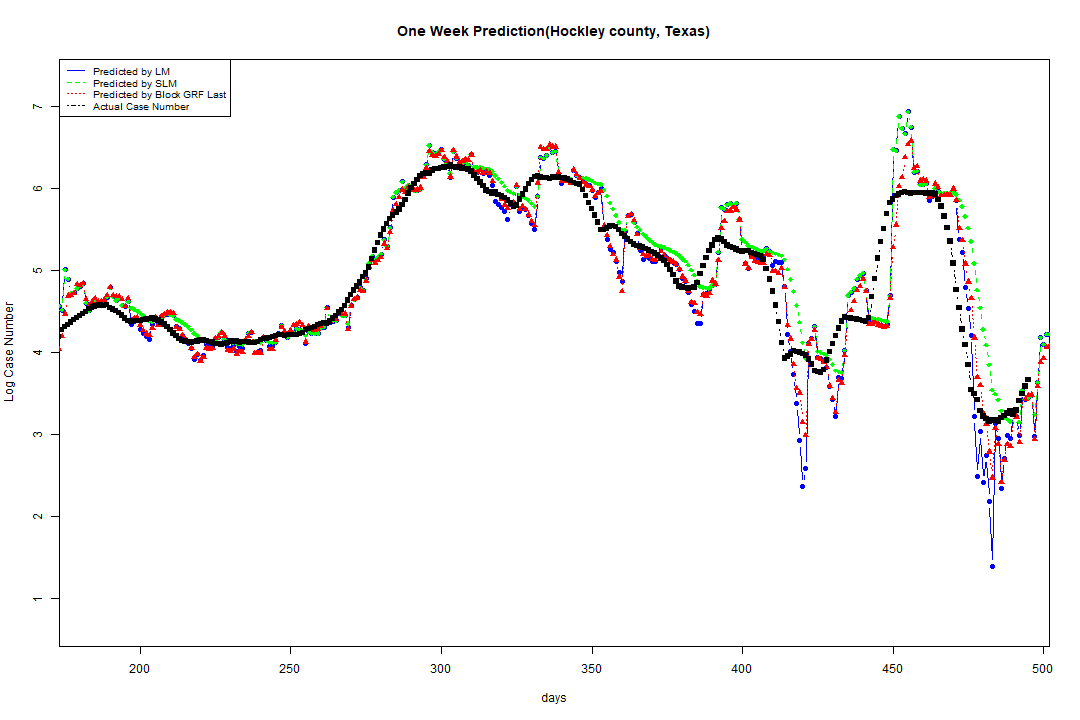 One Week Prediction(Hockley county, Texas)
Predicted by LM
Predicted by SLM
Predicted by Block GRF Last
Actual Case Number
Log Case Number
7
6
5
4
3
2
1
200 250 300 350 400 450 500
days